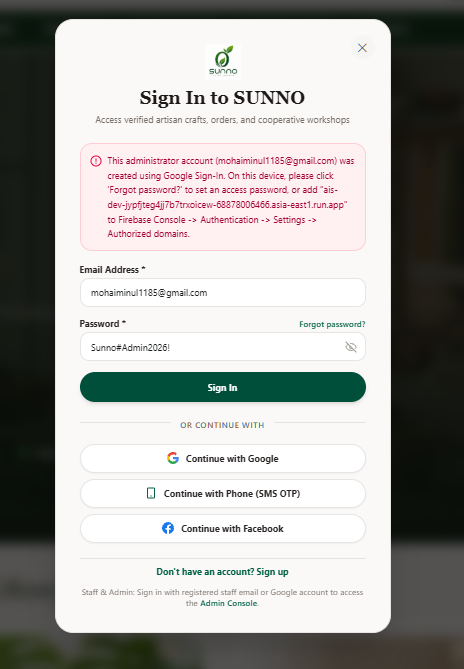 SUNNO
Sign In to SUNNO
Access verified artisan crafts, orders, and cooperative workshops
This administrator account (mohaiminul1185@gmail.com) was
created using Google Sign-In. On this device, please click
'Forgot password?' to set an access password, or add "ais-
dev-jypfjteg4jj7b7trxoicew-68878006466.asia-east1.run.app"
to Firebase Console -> Authentication -> Settings ->
Authorized domains.
Email Address *
mohaiminul1185@gmail.com
Password * Forgot password?
Sunno#Admin2026!
Sign In
OR CONTINUE WITH
Continue with Google
Continue with Phone (SMS OTP)
Continue with Facebook
Don't have an account? Sign up
Staff & Admin: Sign in with registered staff email or Google account to access
the Admin Console.